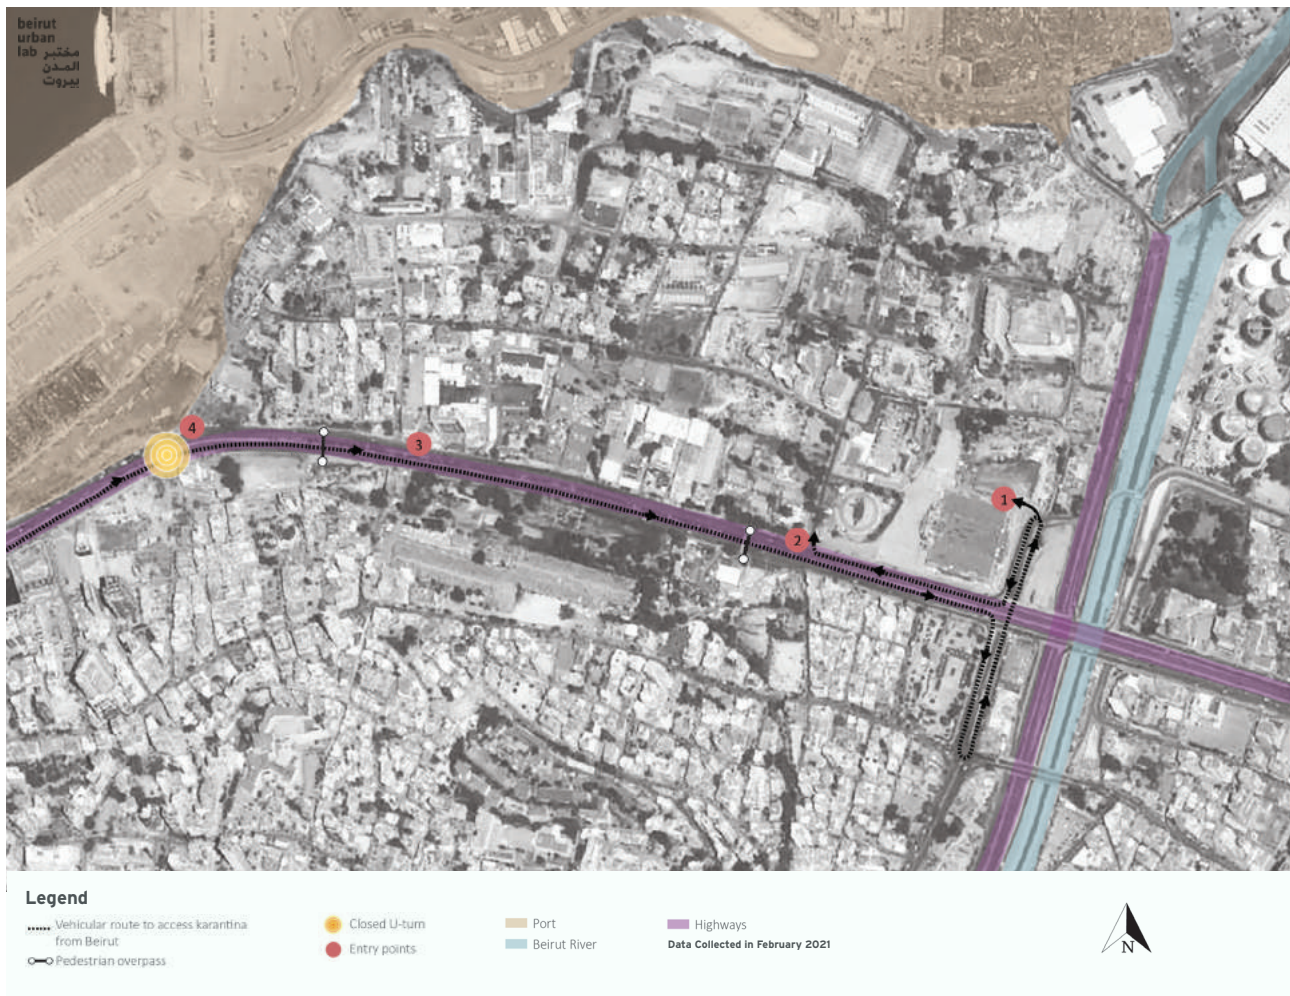 beirut
urban
lab مختبر
المدن
بيروت
4
3
2
1
Legend
Vehicular route to access karantina
from Beirut
Pedestrian overpass
Closed U-turn
Entry points
Port
Beirut River
Highways
Data Collected in February 2021
N